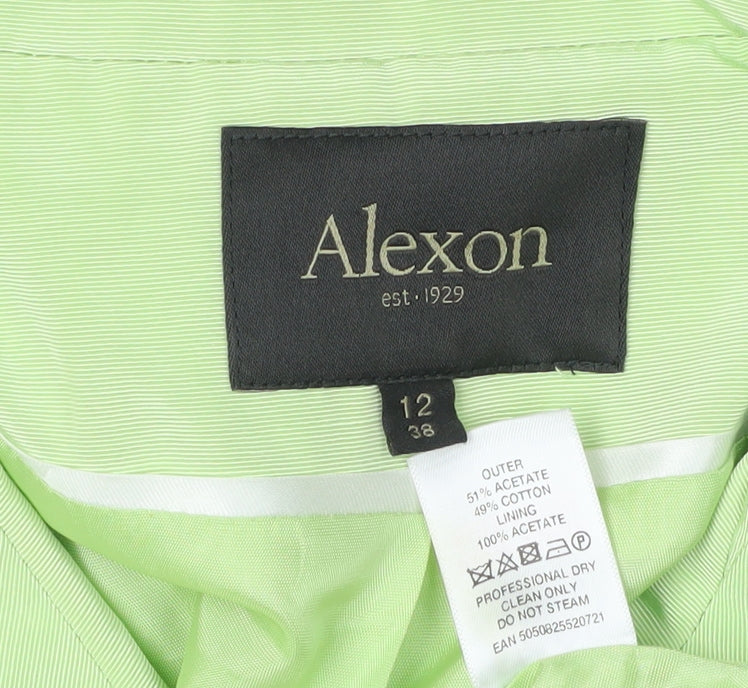 Alexon
est·1929
12
38
OUTER
51% ACETATE
49% COTTON
LINING
100% ACETATE
P
PROFESSIONAL DRY
CLEAN ONLY
DO NOT STEAM
EAN 5050825520721